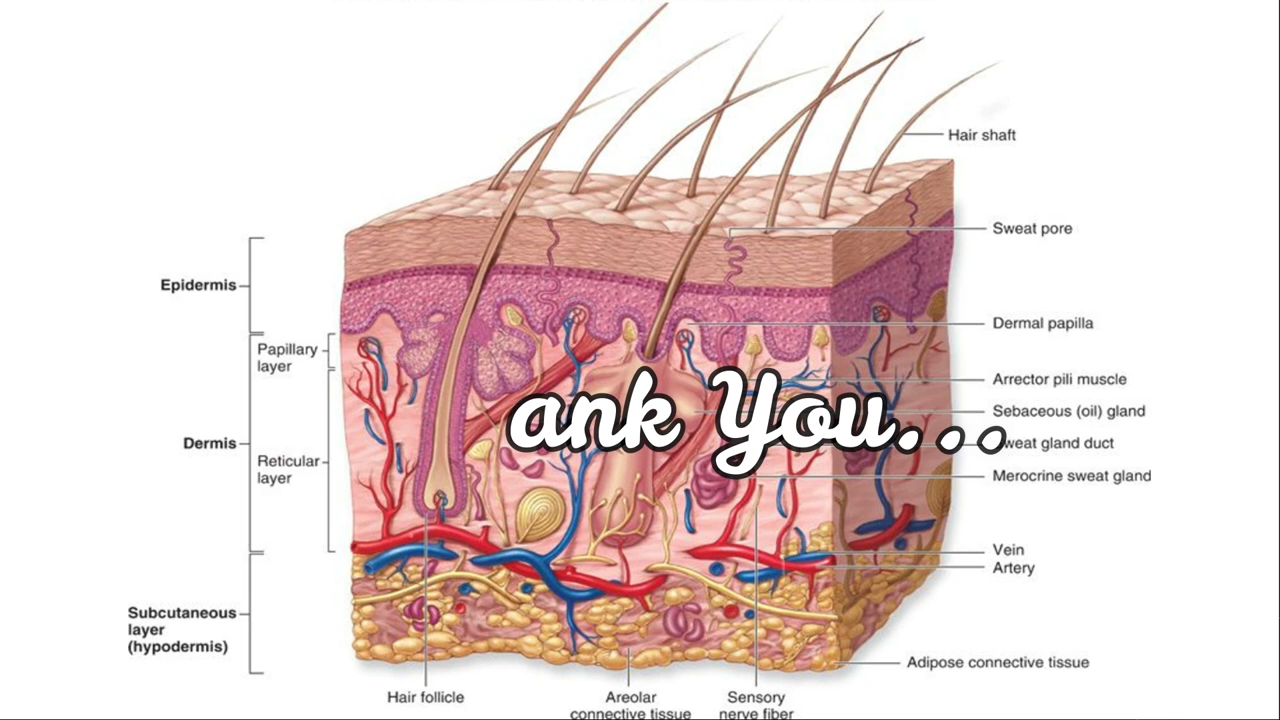 Hair shaft
Sweat pore
Epidermis
Dermal papilla
Papillary
layer
Arrector pili muscle
ank You...
Sebaceous (oil) gland
Dermis
weat gland duct
Reticular
layer
Merocrine sweat gland
Vein
Artery
Subcutaneous
layer
(hypodermis)
Adipose connective tissue
Hair follicle
Areolar
connective tissue
Sensory
nerve fiber